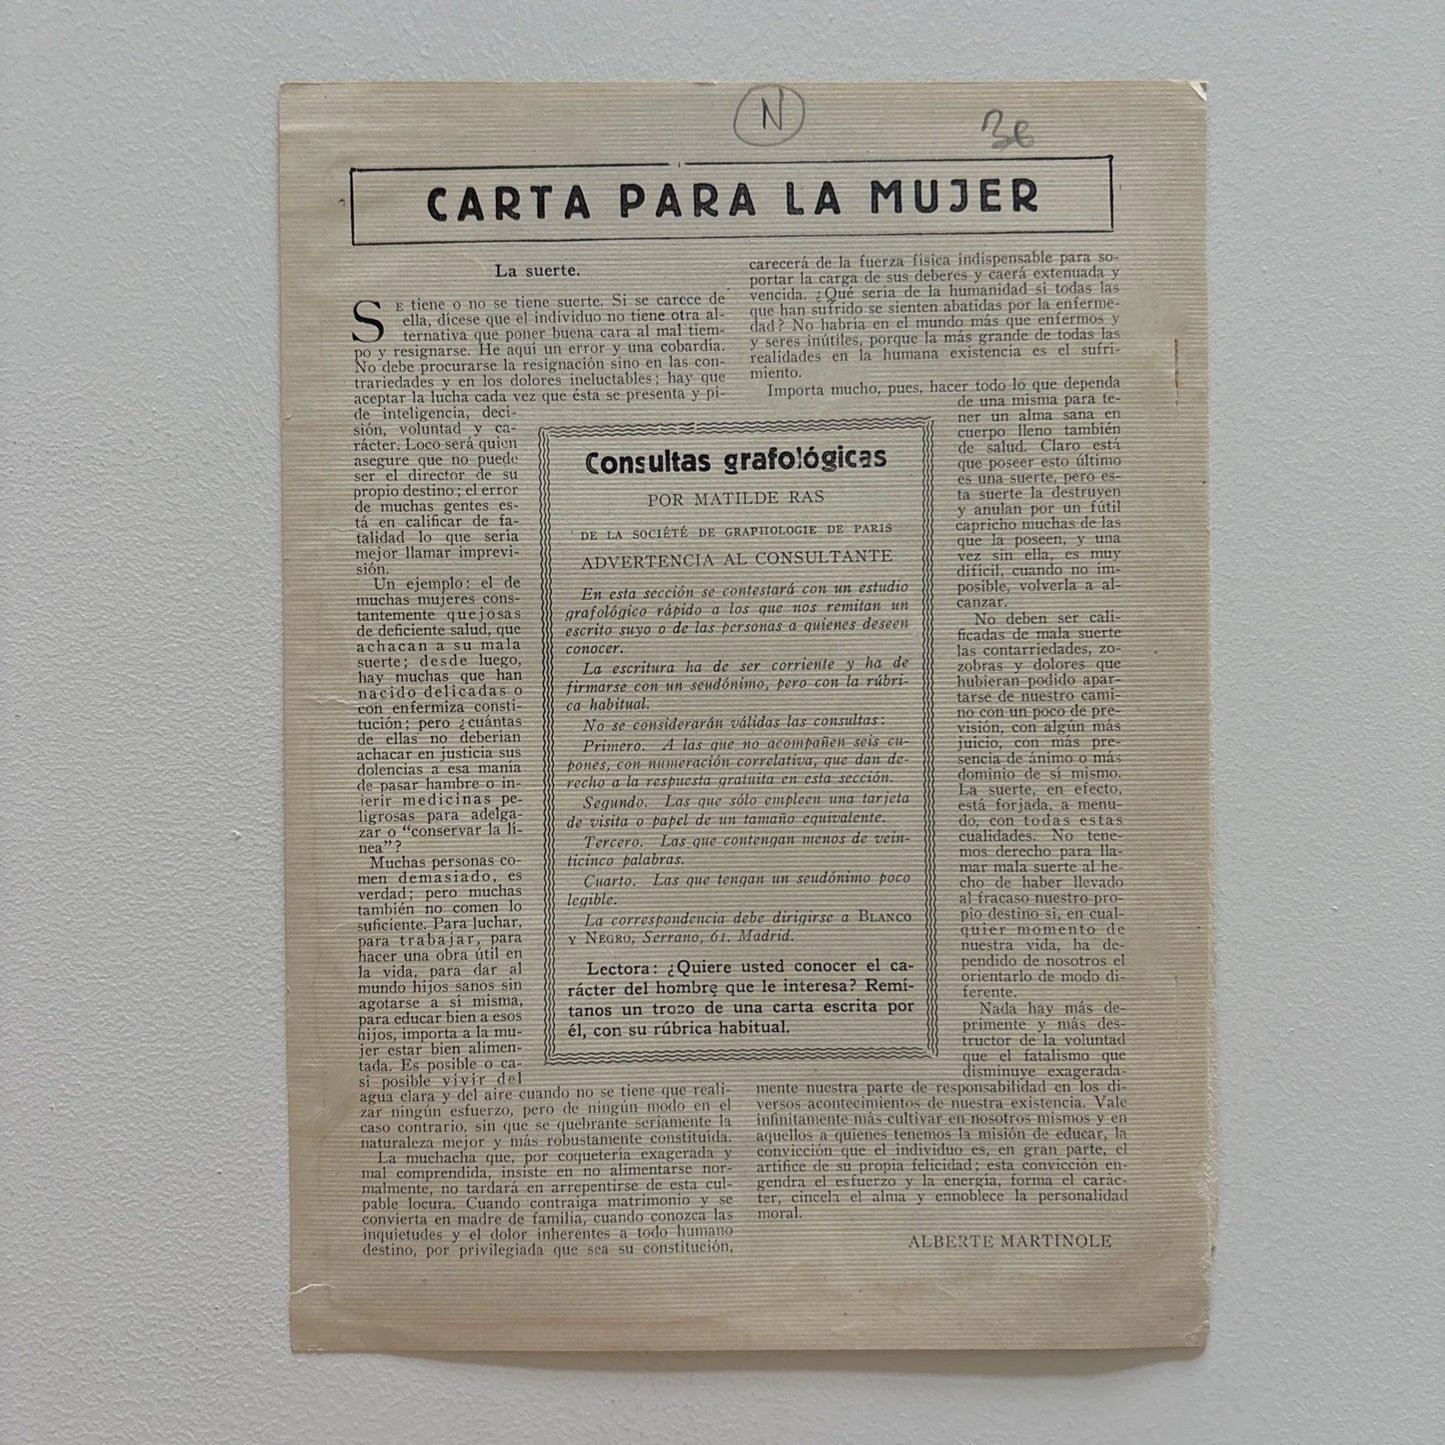 N
3€
CARTA PARA LA MUJER
La suerte.
SE tiene o no se tiene suerte. Si se carece de
ella, dícese que el individuo no tiene otra al-
ternativa que poner buena cara al mal tiem-
po y resignarse. He aquí un error y una cobardía.
No debe procurarse la resignación sino en las con-
trariedades y en los dolores ineluctables; hay que
aceptar la lucha cada vez que ésta se presenta y pi-
de inteligencia, deci-
sión, voluntad y ca-
rácter. Loco será quien
asegure que no puede
ser el director de su
propio destino; el error
de muchas gentes es-
tá en calificar de fa-
talidad lo que sería
mejor llamar imprevi-
sión.
Un ejemplo: el de
muchas mujeres cons-
tantemente quejosas
de deficiente salud, que
achacan a su mala
suerte; desde luego,
hay muchas que han
nacido delicadas o
con enfermiza consti-
tución; pero ¿cuántas
de ellas no deberían
achacar en justicia sus
dolencias a esa manía
de pasar hambre o in-
jerir medicinas pe-
ligrosas para adelga-
zar o "conservar la lí-
nea"?
Muchas personas co-
men demasiado, es
verdad; pero muchas
también no comen lo
suficiente. Para luchar,
para trabajar, para
hacer una obra útil en
la vida, para dar al
mundo hijos sanos sin
agotarse a sí misma,
para educar bien a esos
hijos, importa a la mu-
jer estar bien alimen-
tada. Es posible o ca-
si posible vivir del
agua clara y del aire cuando no se tiene que reali-
zar ningún esfuerzo, pero de ningún modo en el
caso contrario, sin que se quebrante seriamente la
naturaleza mejor y más robustamente constituída.
La muchacha que, por coquetería exagerada y
mal comprendida, insiste en no alimentarse nor-
malmente, no tardará en arrepentirse de esta cul-
pable locura. Cuando contraiga matrimonio y se
convierta en madre de familia, cuando conozca las
inquietudes y el dolor inherentes a todo humano
destino, por privilegiada que sea su constitución,
carecerá de la fuerza física indispensable para so-
portar la carga de sus deberes y caerá extenuada y
vencida. ¿Qué sería de la humanidad si todas las
que han sufrido se sienten abatidas por la enferme-
dad? No habría en el mundo más que enfermos y
y seres inútiles, porque la más grande de todas las
realidades en la humana existencia es el sufri-
miento.
Importa mucho, pues, hacer todo lo que dependa
de una misma para te-
ner un alma sana en
cuerpo lleno también
de salud. Claro está
que poseer esto último
es una suerte, pero es-
ta suerte la destruyen
y anulan por un fútil
capricho muchas de las
que la poseen, y una
vez sin ella, es muy
difícil, cuando no im-
posible, volverla a al-
canzar.
No deben ser cali-
ficadas de mala suerte
las contarriedades, zo-
zobras y dolores que
hubieran podido apar-
tarse de nuestro cami-
no con un poco de pre-
visión, con algún más
juicio, con más pre-
sencia de ánimo o más
dominio de sí mismo.
La suerte, en efecto,
está forjada, a menu-
do, con todas estas
cualidades. No tene-
mos derecho para lla-
mar mala suerte al he-
cho de haber llevado
al fracaso nuestro pro-
pio destino si, en cual-
quier momento de
nuestra vida, ha de-
pendido de nosotros el
orientarlo de modo di-
ferente.
Nada hay más de-
primente y más des-
tructor de la voluntad
que el fatalismo que
disminuye exagerada-
mente nuestra parte de responsabilidad en los di-
versos acontecimientos de nuestra existencia. Vale
infinitamente más cultivar en nosotros mismos y en
aquellos a quienes tenemos la misión de educar, la
convicción que el individuo es, en gran parte, el
artífice de su propia felicidad; esta convicción en-
gendra el esfuerzo y la energía, forma el carác-
ter, cincela el alma y ennoblece la personalidad
moral.
ALBERTE MARTINOLE
Consultas grafológicas
POR MATILDE RAS
DE LA SOCIÉTÉ DE GRAPHOLOGIE DE PARIS
ADVERTENCIA AL CONSULTANTE
En esta sección se contestará con un estudio
grafológico rápido a los que nos remitan un
escrito suyo o de las personas a quienes deseen
conocer.
La escritura ha de ser corriente y ha de
firmarse con un seudónimo, pero con la rúbri-
ca habitual.
No se considerarán válidas las consultas:
Primero. A las que no acompañen seis cu-
pones, con numeración correlativa, que dan de-
recho a la respuesta gratuita en esta sección.
Segundo. Las que sólo empleen una tarjeta
de visita o papel de un tamaño equivalente.
Tercero. Las que contengan menos de vein-
ticinco palabras.
Cuarto. Las que tengan un seudónimo poco
legible.
La correspondencia debe dirigirse a BLANCO
Y NEGRO, Serrano, 61. Madrid.
Lectora: ¿Quiere usted conocer el ca-
rácter del hombre que le interesa? Remí-
tanos un trozo de una carta escrita por
él, con su rúbrica habitual.